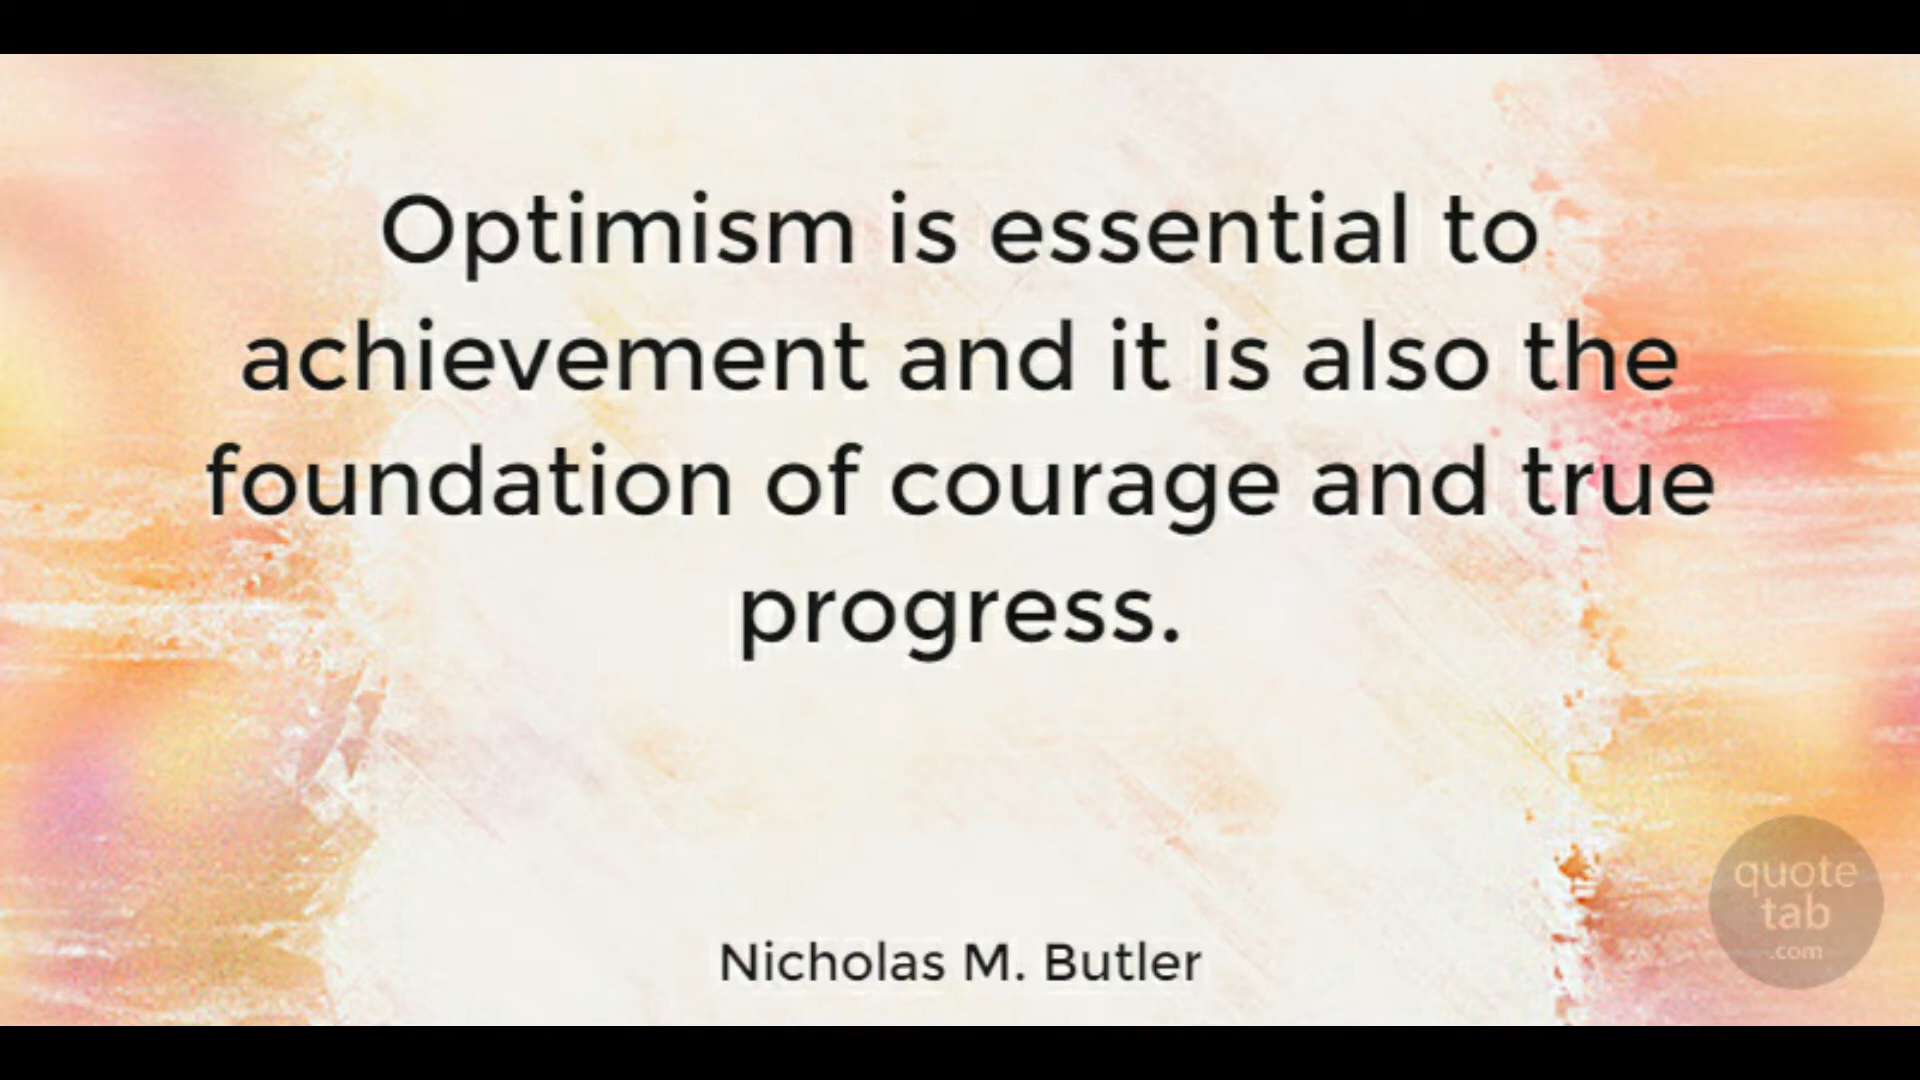 Optimism is essential to
achievement and it is also the
foundation of courage and true
progress.
Nicholas M. Butler
quote
tab
.com